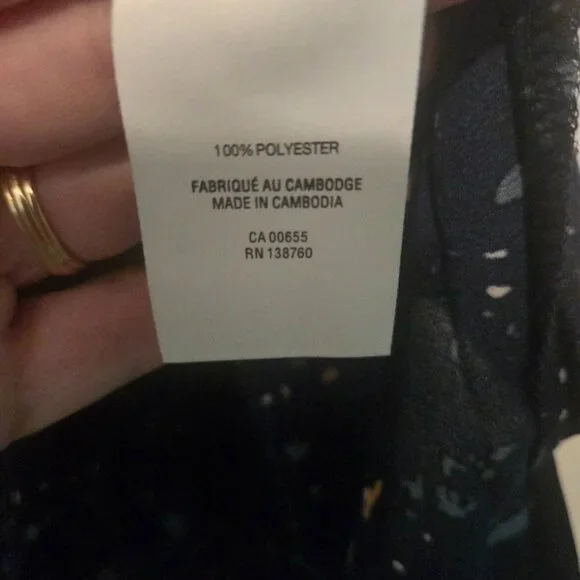 100% POLYESTER
FABRIQUÉ AU CAMBODGE
MADE IN CAMBODIA
CA 00655
RN 138760